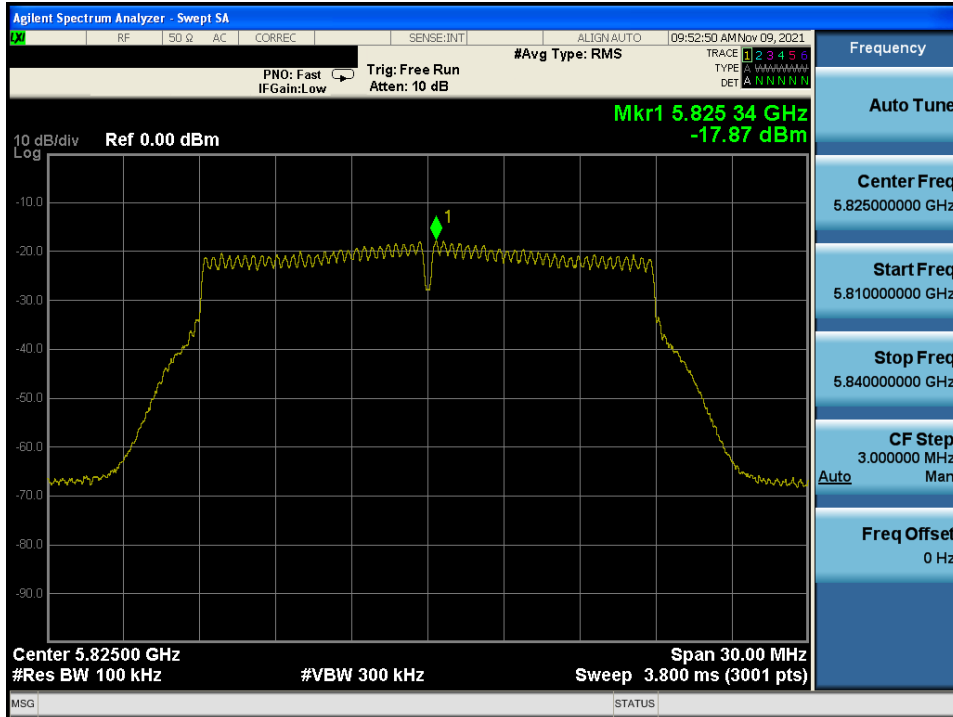 Agilent Spectrum Analyzer - Swept SA
LXI RF 50 Ω AC CORREC SENSE:INT ALIGN AUTO 09:52:50 AM Nov 09, 2021
#Avg Type: RMS TRACE 1 2 3 4 5 6
PNO: Fast Trig: Free Run TYPE A WWWWW
IFGain:Low Atten: 10 dB DET A N N N N N
Mkr1 5.825 34 GHz
-17.87 dBm
10 dB/div Ref 0.00 dBm
Log
1
-10.0
-20.0
-30.0
-40.0
-50.0
-60.0
-70.0
-80.0
-90.0
Center 5.82500 GHz Span 30.00 MHz
#Res BW 100 kHz #VBW 300 kHz Sweep 3.800 ms (3001 pts)
MSG STATUS
Frequency
Auto Tune
Center Freq
5.825000000 GHz
Start Freq
5.810000000 GHz
Stop Freq
5.840000000 GHz
CF Step
3.000000 MHz
Auto Man
Freq Offset
0 Hz